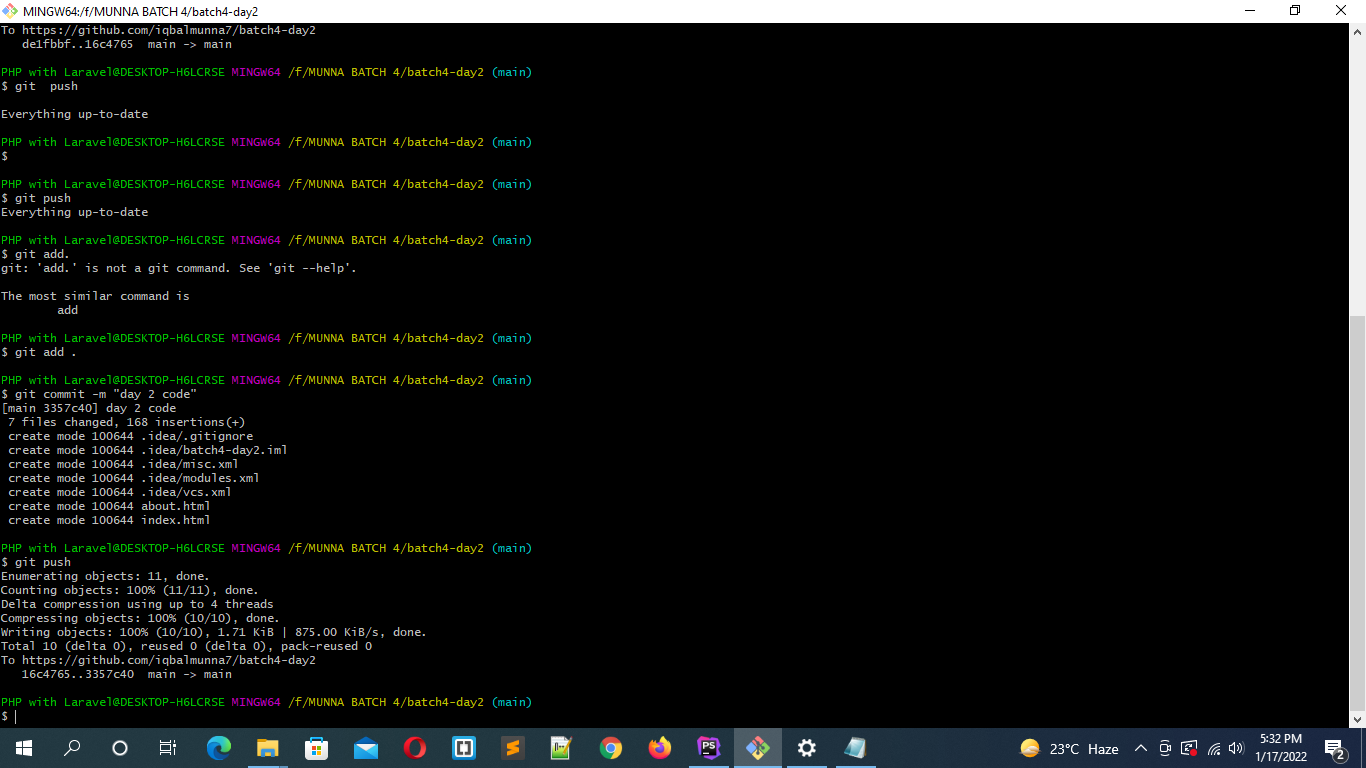 MINGW64:/f/MUNNA BATCH 4/batch4-day2
To https://github.com/iqbalmunna7/batch4-day2
   de1fbbf..16c4765  main -> main
PHP with Laravel@DESKTOP-H6LCRSE MINGW64 /f/MUNNA BATCH 4/batch4-day2 (main)
$ git  push
Everything up-to-date
PHP with Laravel@DESKTOP-H6LCRSE MINGW64 /f/MUNNA BATCH 4/batch4-day2 (main)
$
PHP with Laravel@DESKTOP-H6LCRSE MINGW64 /f/MUNNA BATCH 4/batch4-day2 (main)
$ git push
Everything up-to-date
PHP with Laravel@DESKTOP-H6LCRSE MINGW64 /f/MUNNA BATCH 4/batch4-day2 (main)
$ git add.
git: 'add.' is not a git command. See 'git --help'.
The most similar command is
        add
PHP with Laravel@DESKTOP-H6LCRSE MINGW64 /f/MUNNA BATCH 4/batch4-day2 (main)
$ git add .
PHP with Laravel@DESKTOP-H6LCRSE MINGW64 /f/MUNNA BATCH 4/batch4-day2 (main)
$ git commit -m "day 2 code"
[main 3357c40] day 2 code
 7 files changed, 168 insertions(+)
 create mode 100644 .idea/.gitignore
 create mode 100644 .idea/batch4-day2.iml
 create mode 100644 .idea/misc.xml
 create mode 100644 .idea/modules.xml
 create mode 100644 .idea/vcs.xml
 create mode 100644 about.html
 create mode 100644 index.html
PHP with Laravel@DESKTOP-H6LCRSE MINGW64 /f/MUNNA BATCH 4/batch4-day2 (main)
$ git push
Enumerating objects: 11, done.
Counting objects: 100% (11/11), done.
Delta compression using up to 4 threads
Compressing objects: 100% (10/10), done.
Writing objects: 100% (10/10), 1.71 KiB | 875.00 KiB/s, done.
Total 10 (delta 0), reused 0 (delta 0), pack-reused 0
To https://github.com/iqbalmunna7/batch4-day2
   16c4765..3357c40  main -> main
PHP with Laravel@DESKTOP-H6LCRSE MINGW64 /f/MUNNA BATCH 4/batch4-day2 (main)
$
PS
23°C Haze
5:32 PM
1/17/2022
2